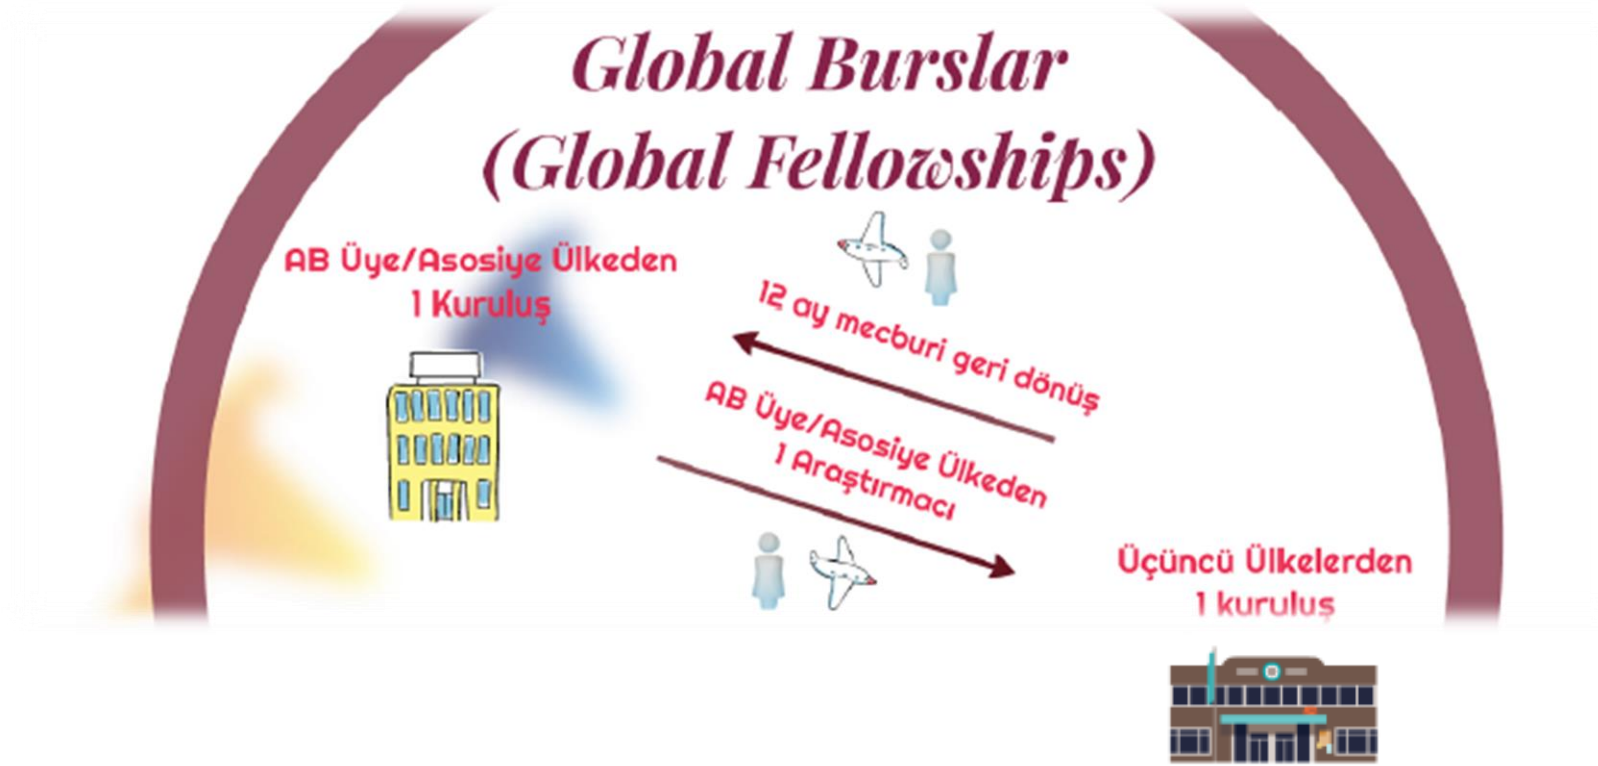 Global Burslar
(Global Fellowships)
AB Üye/Asosiye Ülkeden
1 Kuruluş
12 ay mecburi geri dönüş
AB Üye/Asosiye Ülkeden
1 Araştırmacı
Üçüncü Ülkelerden
1 kuruluş